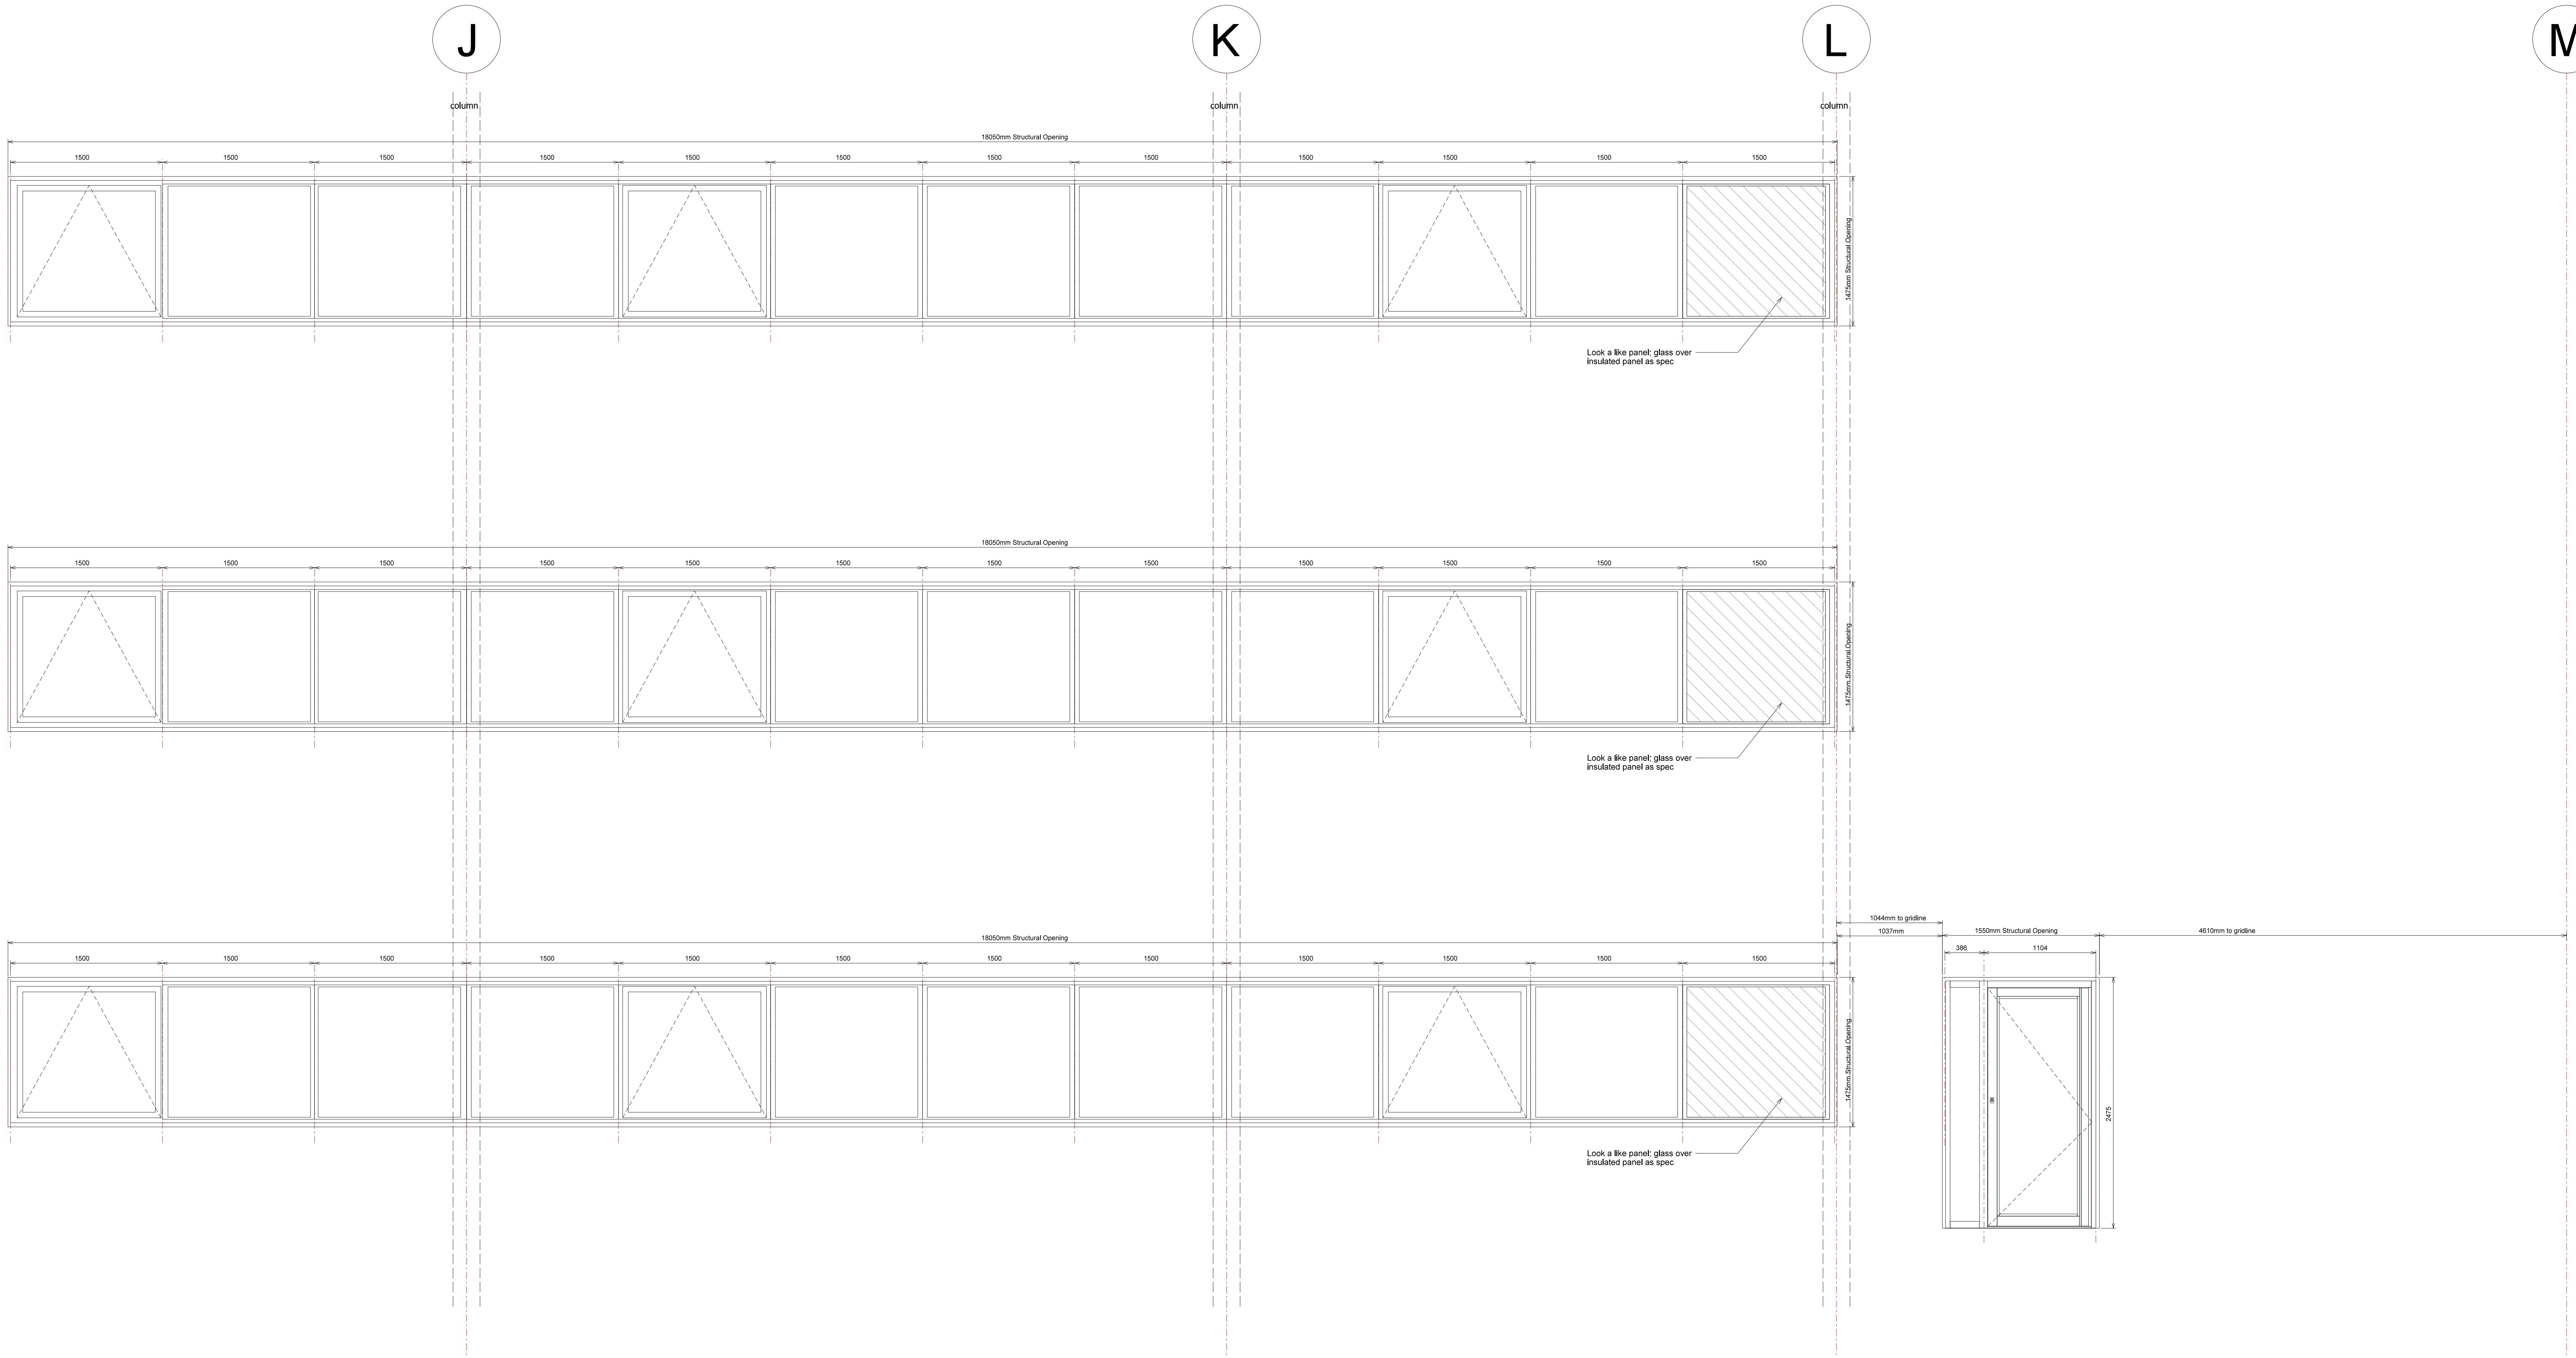 J
K
L
M
column
column
column
18050mm Structural Opening
1500
1500
1500
1500
1500
1500
1500
1500
1500
1500
1500
1500
1475mm Structural Opening
Look a like panel; glass over
insulated panel as spec
18050mm Structural Opening
1500
1500
1500
1500
1500
1500
1500
1500
1500
1500
1500
1500
1475mm Structural Opening
Look a like panel; glass over
insulated panel as spec
1044mm to gridline
1037mm
1550mm Structural Opening
4610mm to gridline
18050mm Structural Opening
386
1104
1500
1500
1500
1500
1500
1500
1500
1500
1500
1500
1500
1500
1475mm Structural Opening
2475
Look a like panel; glass over
insulated panel as spec